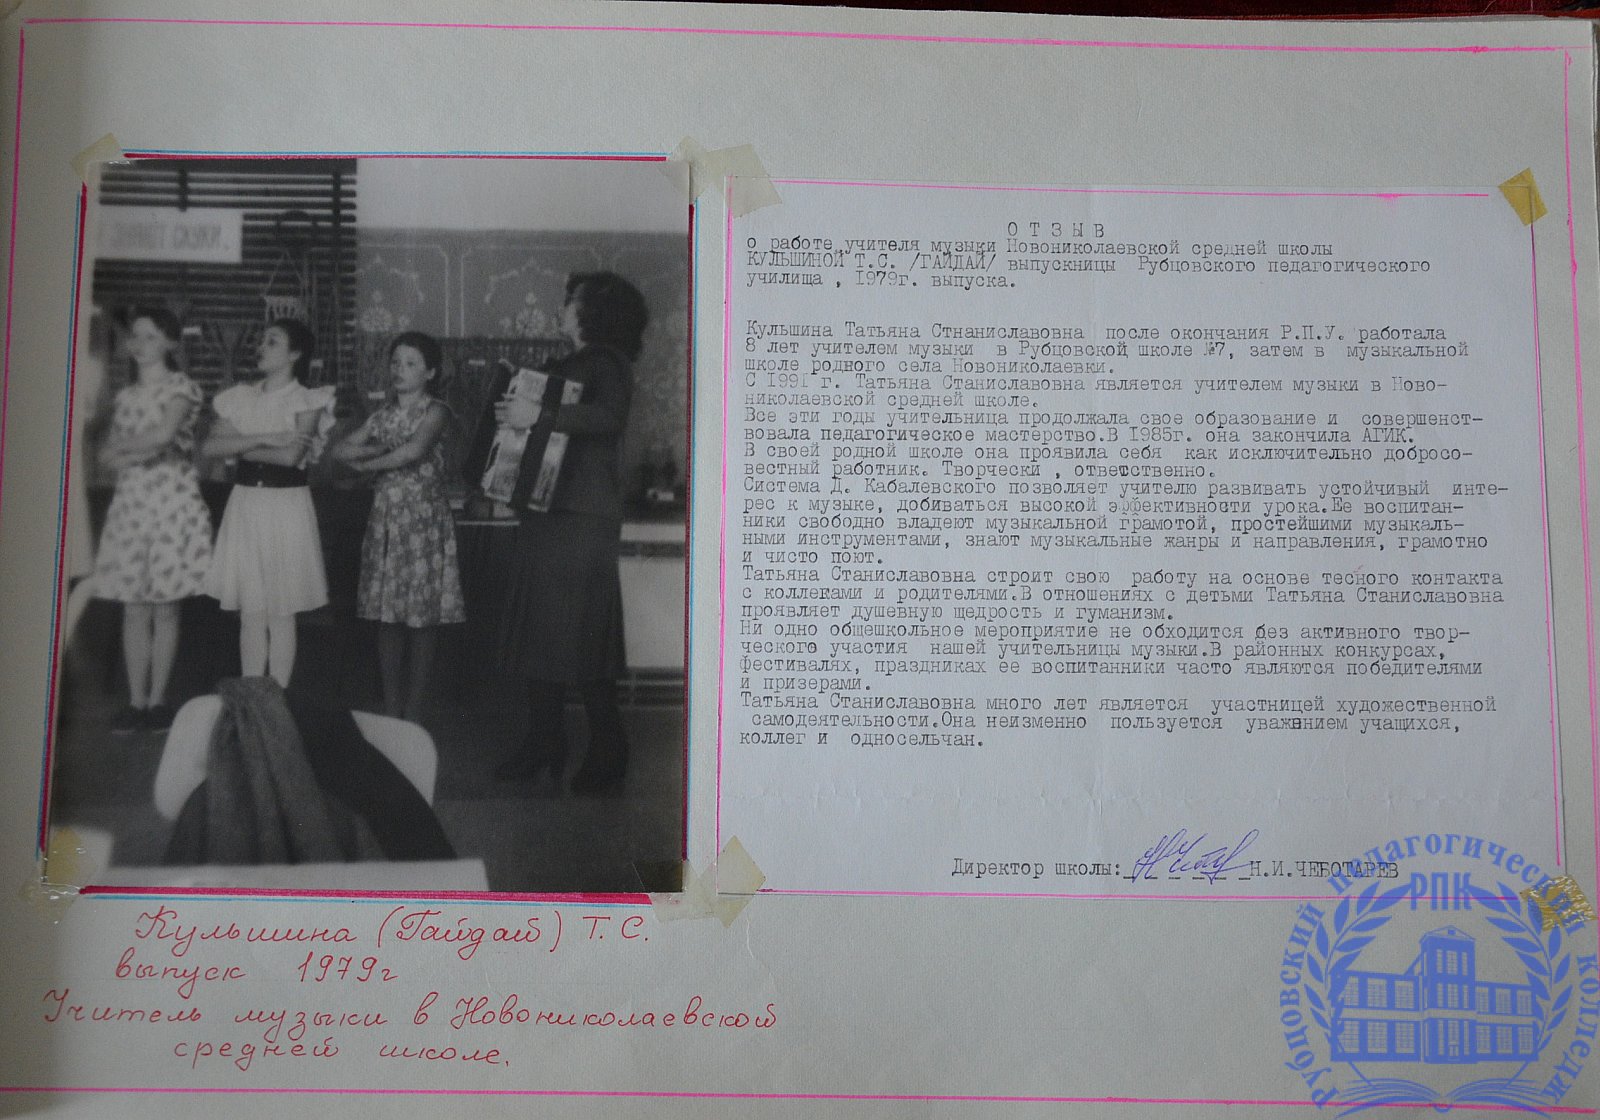 О Т З Ы В
о работе учителя музыки Новониколаевской средней школы
КУЛЬШИНОЙ Т.С. /ГАЙДАЙ/ выпускницы Рубцовского педагогического
училища , 1979г. выпуска.
Кульшина Татьяна Стнаниславовна после окончания Р.П.У. работала
8 лет учителем музыки в Рубцовской школе №7, затем в музыкальной
школе родного села Новониколаевки.
С 1991 г. Татьяна Станиславовна является учителем музыки в Ново-
николаевской средней школе.
Все эти годы учительница продолжала свое образование и совершенст-
вовала педагогическое мастерство.В 1985г. она закончила АГИК.
В своей родной школе она проявила себя как исключительно добросо-
вестный работник. Творчески , ответственно.
Система Д. Кабалевского позволяет учителю развивать устойчивый инте-
рес к музыке, добиваться высокой эффективности урока.Ее воспитан-
ники свободно владеют музыкальной грамотой, простейшими музыкаль-
ными инструментами, знают музыкальные жанры и направления, грамотно
и чисто поют.
Татьяна Станиславовна строит свою работу на основе тесного контакта
с коллегами и родителями.В отношениях с детьми Татьяна Станиславовна
проявляет душевную щедрость и гуманизм.
Ни одно общешкольное мероприятие не обходится без активного твор-
ческого участия нашей учительницы музыки.В районных конкурсах,
фестивалях, праздниках ее воспитанники часто являются победителями
и призерами.
Татьяна Станиславовна много лет является участницей художественной
самодеятельности.Она неизменно пользуется уважением учащихся,
коллег и односельчан.
Директор школы: Н.И.ЧЕБОТАРЕВ
Кульшина (Гайдай) Т. С.
выпуск 1979г
Учитель музыки в Новониколаевской
средней школе.
Рубцовский педагогический колледж
РПК